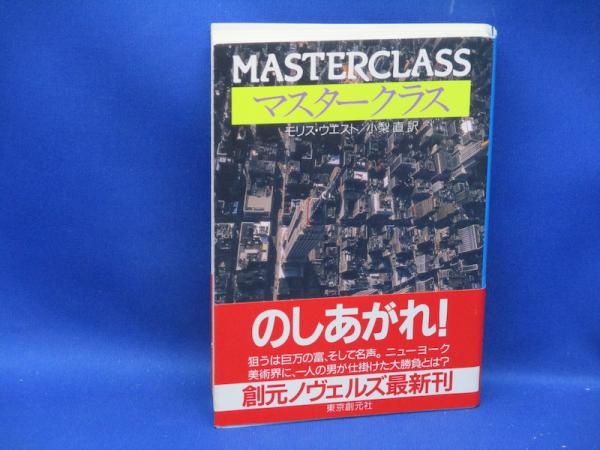 MASTERCLASS
マスタークラス
モリス・ウエスト/小梨 直 訳
のしあがれ!
狙うは巨万の富、そして名声。ニューヨーク
美術界に、一人の男が仕掛けた大勝負とは?
創元ノヴェルズ最新刊
東京創元社